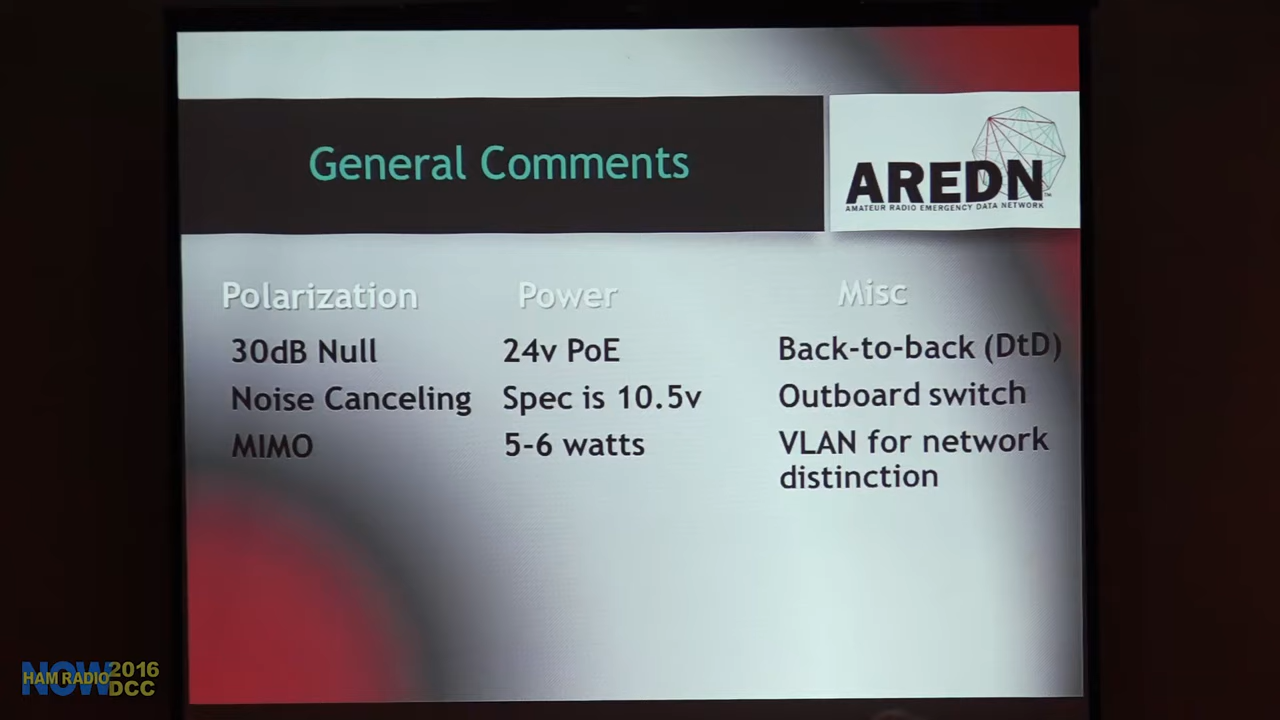 General Comments
AREDN™
AMATEUR RADIO EMERGENCY DATA NETWORK
Polarization
30dB Null
Noise Canceling
MIMO
Power
24v PoE
Spec is 10.5v
5-6 watts
Misc
Back-to-back (DtD)
Outboard switch
VLAN for network
distinction
HAM RADIO
NOW
2016
DCC